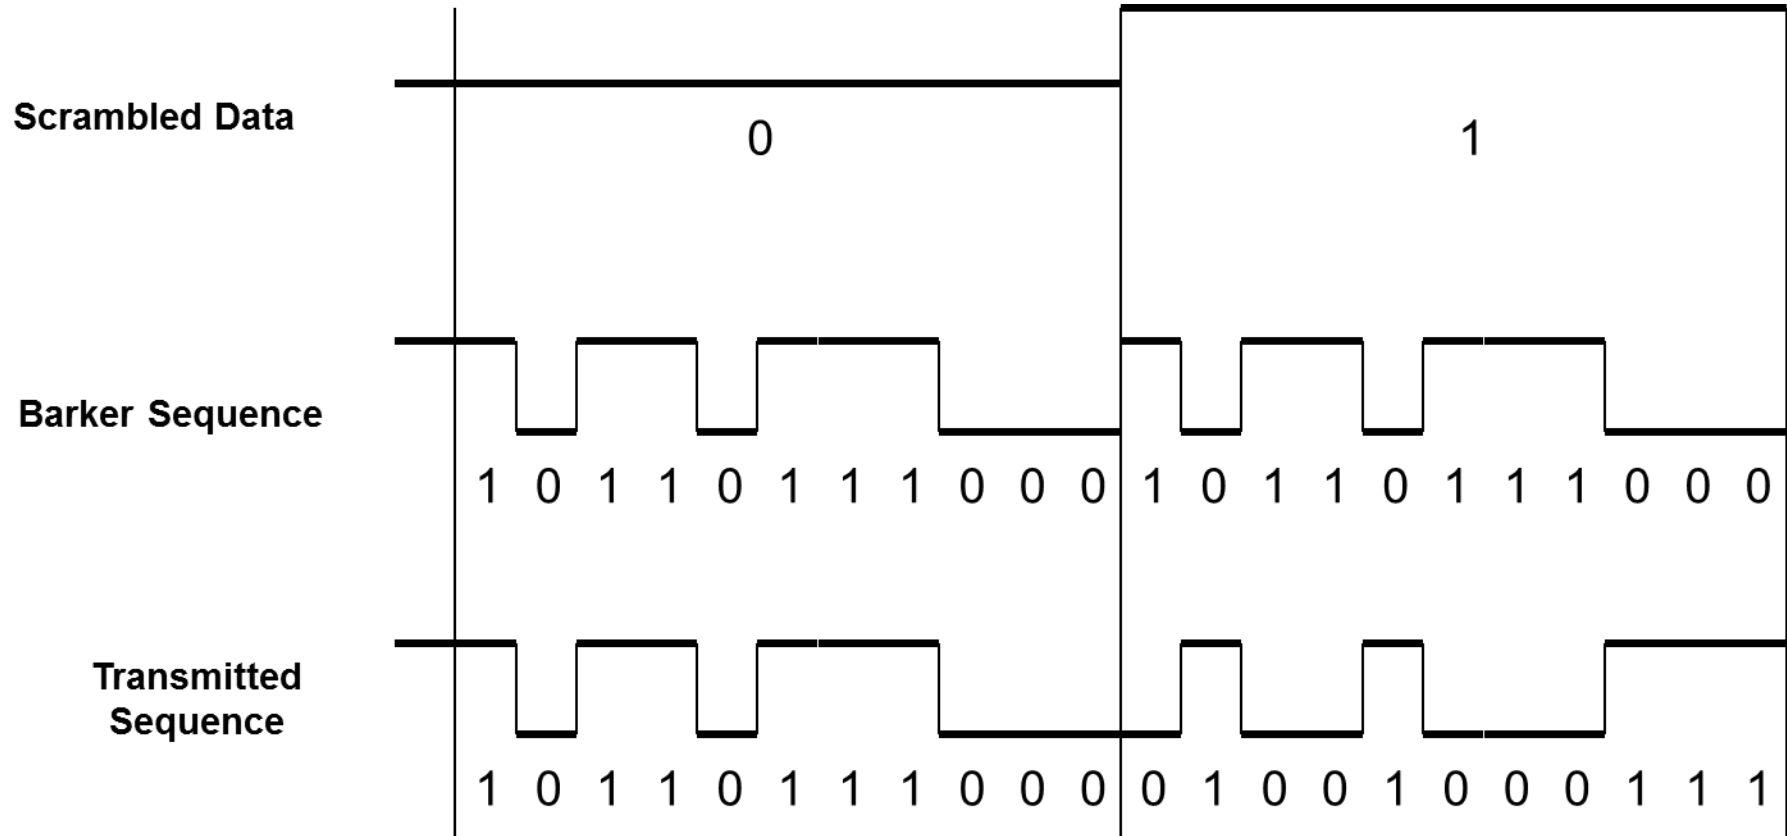 Scrambled Data
0 1
Barker Sequence
1 0 1 1 0 1 1 1 0 0 0 1 0 1 1 0 1 1 1 0 0 0
Transmitted
Sequence
1 0 1 1 0 1 1 1 0 0 0 0 1 0 0 1 0 0 0 1 1 1